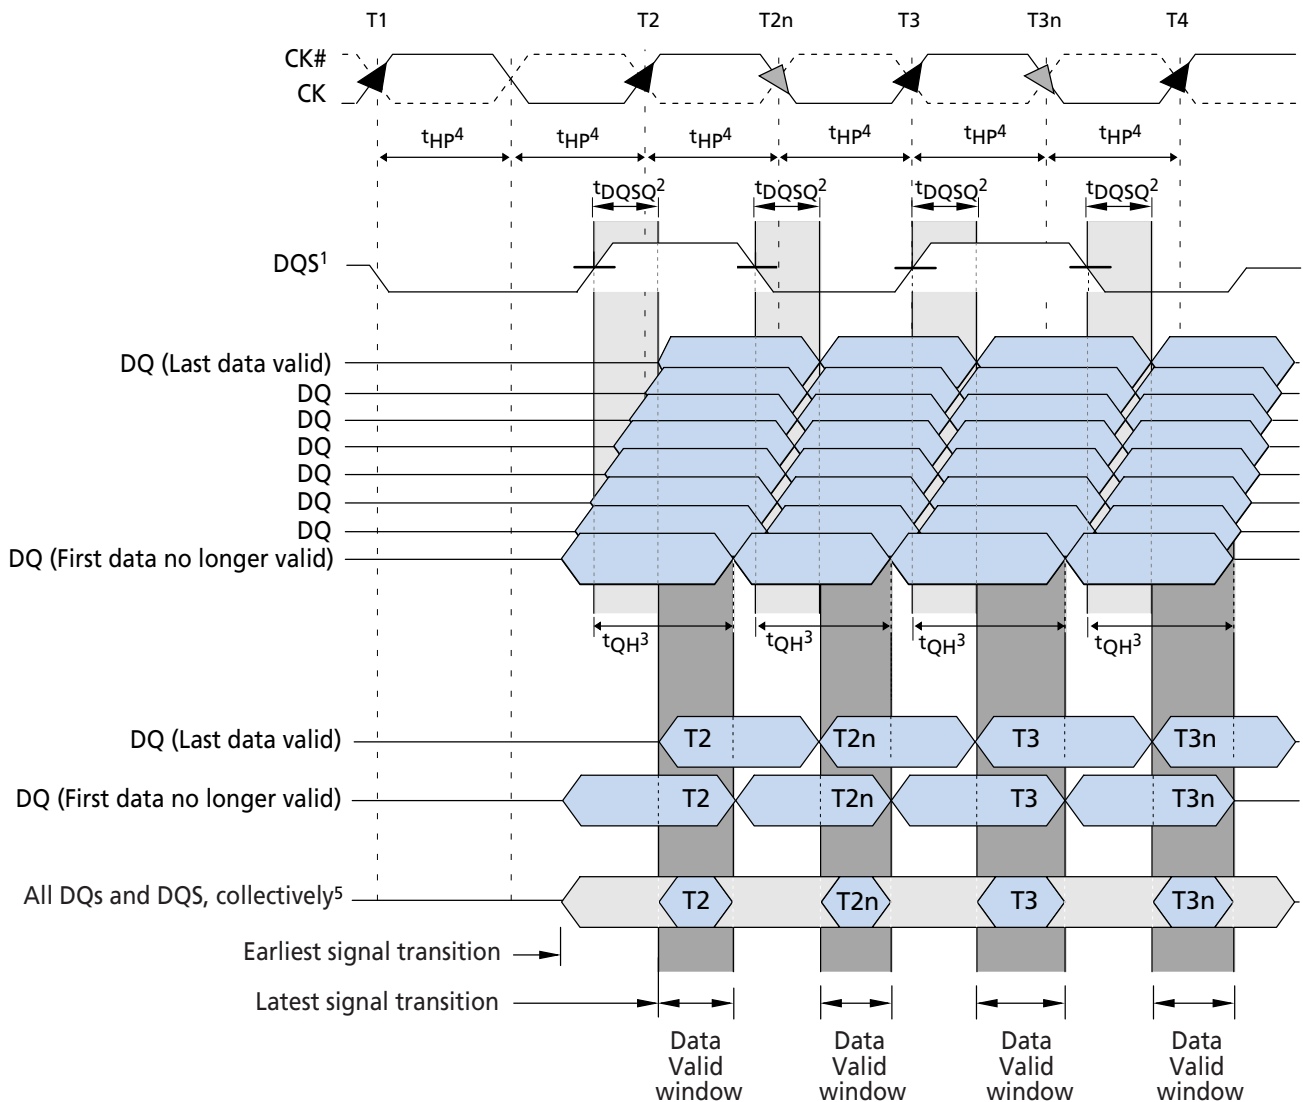 T1 T2 T2n T3 T3n T4
CK#
CK
tHP4 tHP4 tHP4 tHP4 tHP4 tHP4
tDQSQ2 tDQSQ2 tDQSQ2 tDQSQ2
DQS1
DQ (Last data valid)
DQ
DQ
DQ
DQ
DQ
DQ
DQ (First data no longer valid)
tQH3 tQH3 tQH3 tQH3
DQ (Last data valid) T2 T2n T3 T3n
DQ (First data no longer valid) T2 T2n T3 T3n
All DQs and DQS, collectively5 T2 T2n T3 T3n
Earliest signal transition
Latest signal transition
Data Data Data Data
Valid Valid Valid Valid
window window window window